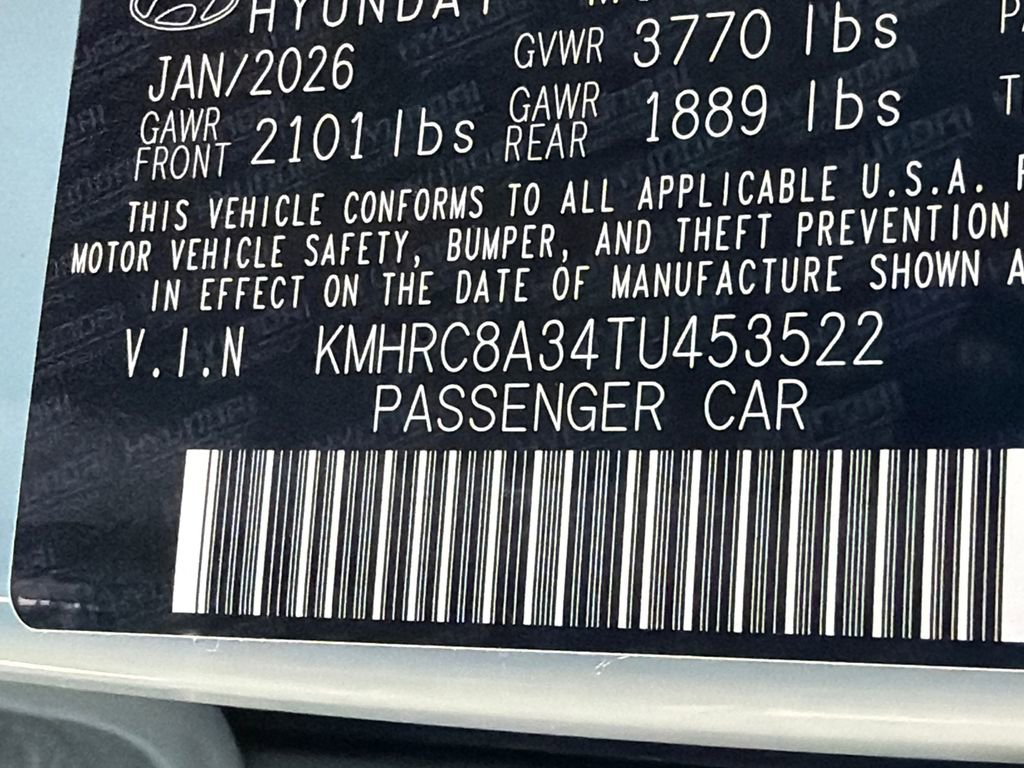 HYUNDAI
JAN/2026 GVWR 3770 lbs
GAWR FRONT 2101 lbs GAWR REAR 1889 lbs
THIS VEHICLE CONFORMS TO ALL APPLICABLE U.S.A.
MOTOR VEHICLE SAFETY, BUMPER, AND THEFT PREVENTION
IN EFFECT ON THE DATE OF MANUFACTURE SHOWN
V.I.N KMHRC8A34TU453522
PASSENGER CAR